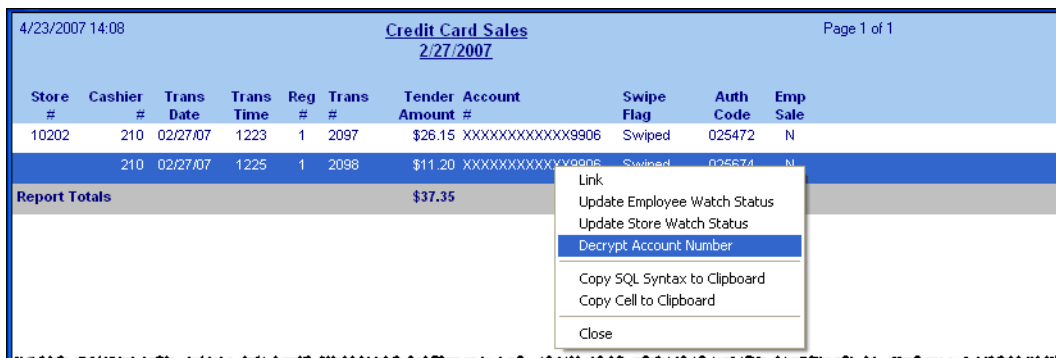 4/23/2007 14:08 Credit Card Sales Page 1 of 1
2/27/2007
Store Cashier Trans Trans Reg Trans Tender Account Swipe Auth Emp
# # Date Time # # Amount # Flag Code Sale
10202 210 02/27/07 1223 1 2097 $26.15 XXXXXXXXXXXX9906 Swiped 025472 N
210 02/27/07 1225 1 2098 $11.20 XXXXXXXXXXXX9906 Swiped 025674 N
Report Totals $37.35
Link
Update Employee Watch Status
Update Store Watch Status
Decrypt Account Number
Copy SQL Syntax to Clipboard
Copy Cell to Clipboard
Close